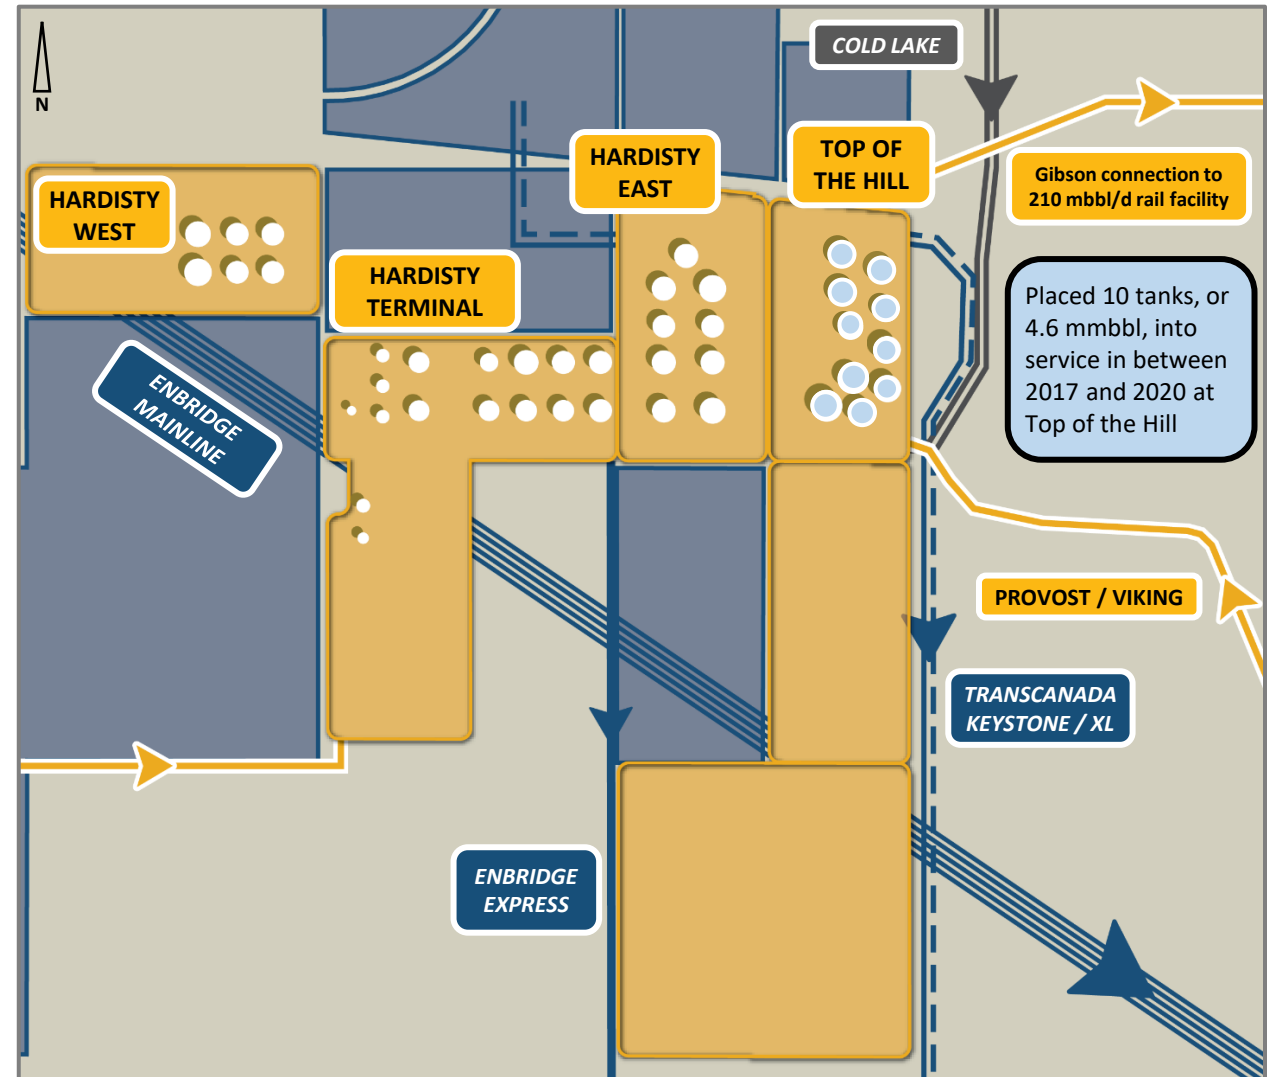 COLD LAKE
N
HARDISTY
EAST
TOP OF
THE HILL
Gibson connection to
210 mbbl/d rail facility
HARDISTY
WEST
HARDISTY
TERMINAL
Placed 10 tanks, or
4.6 mmbbl, into
service in between
2017 and 2020 at
Top of the Hill
ENBRIDGE
MAINLINE
PROVOST / VIKING
TRANSCANADA
KEYSTONE / XL
ENBRIDGE
EXPRESS